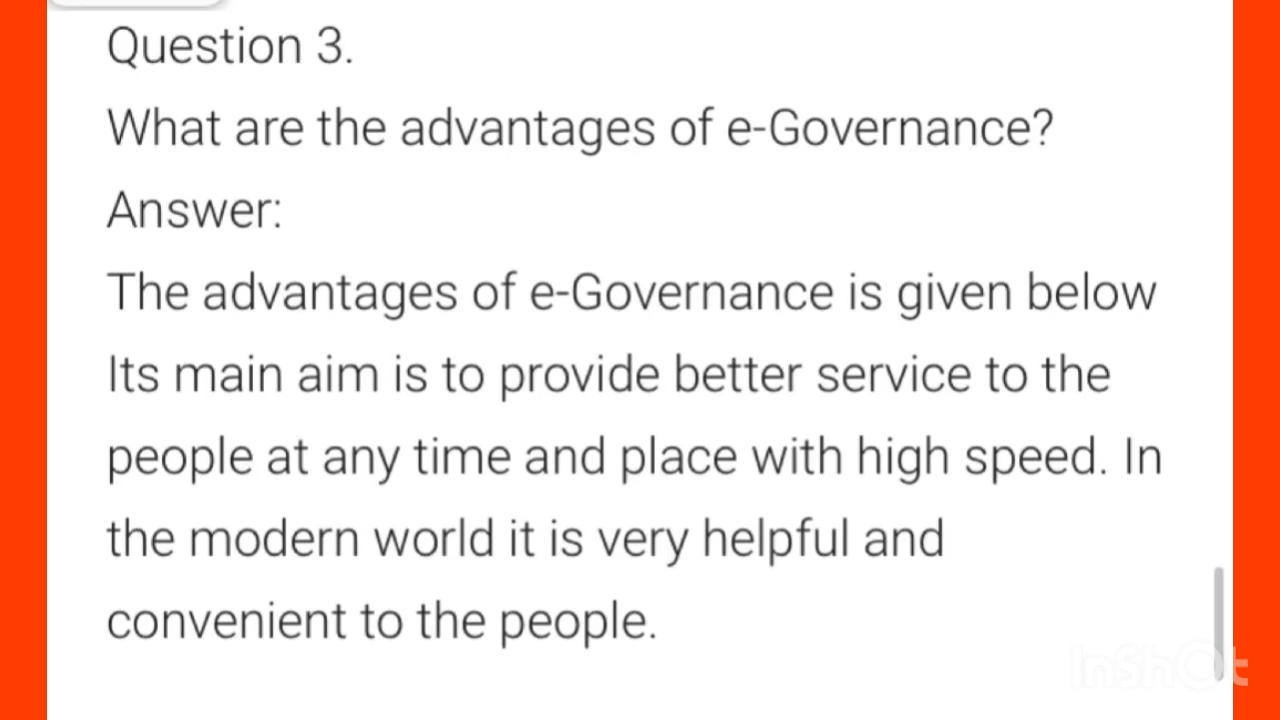 Question 3.
What are the advantages of e-Governance?
Answer:
The advantages of e-Governance is given below
Its main aim is to provide better service to the
people at any time and place with high speed. In
the modern world it is very helpful and
convenient to the people.
InShOt